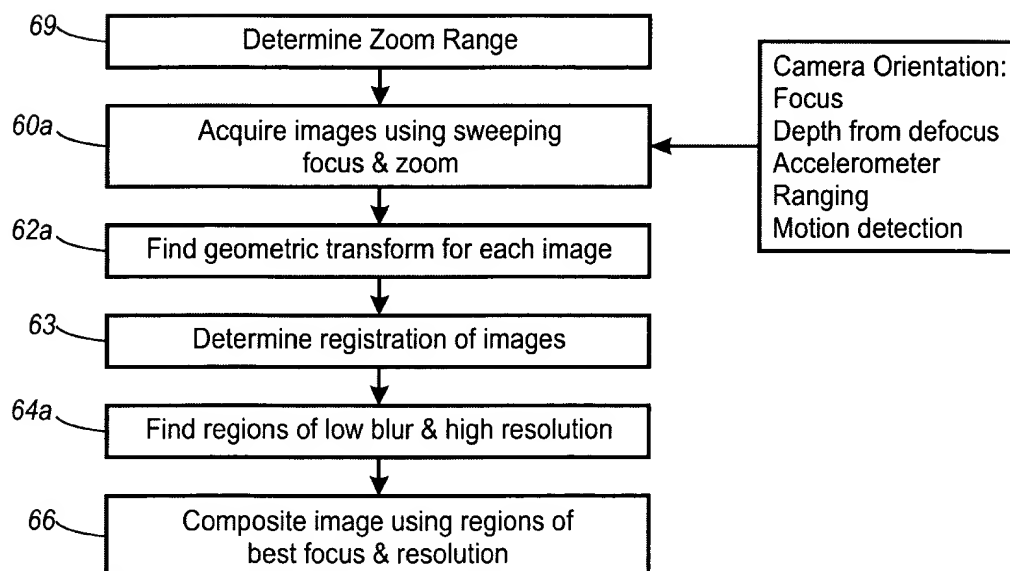 69
Determine Zoom Range
60a
Acquire images using sweeping
focus & zoom
Camera Orientation:
Focus
Depth from defocus
Accelerometer
Ranging
Motion detection
62a
Find geometric transform for each image
63
Determine registration of images
64a
Find regions of low blur & high resolution
66
Composite image using regions of
best focus & resolution